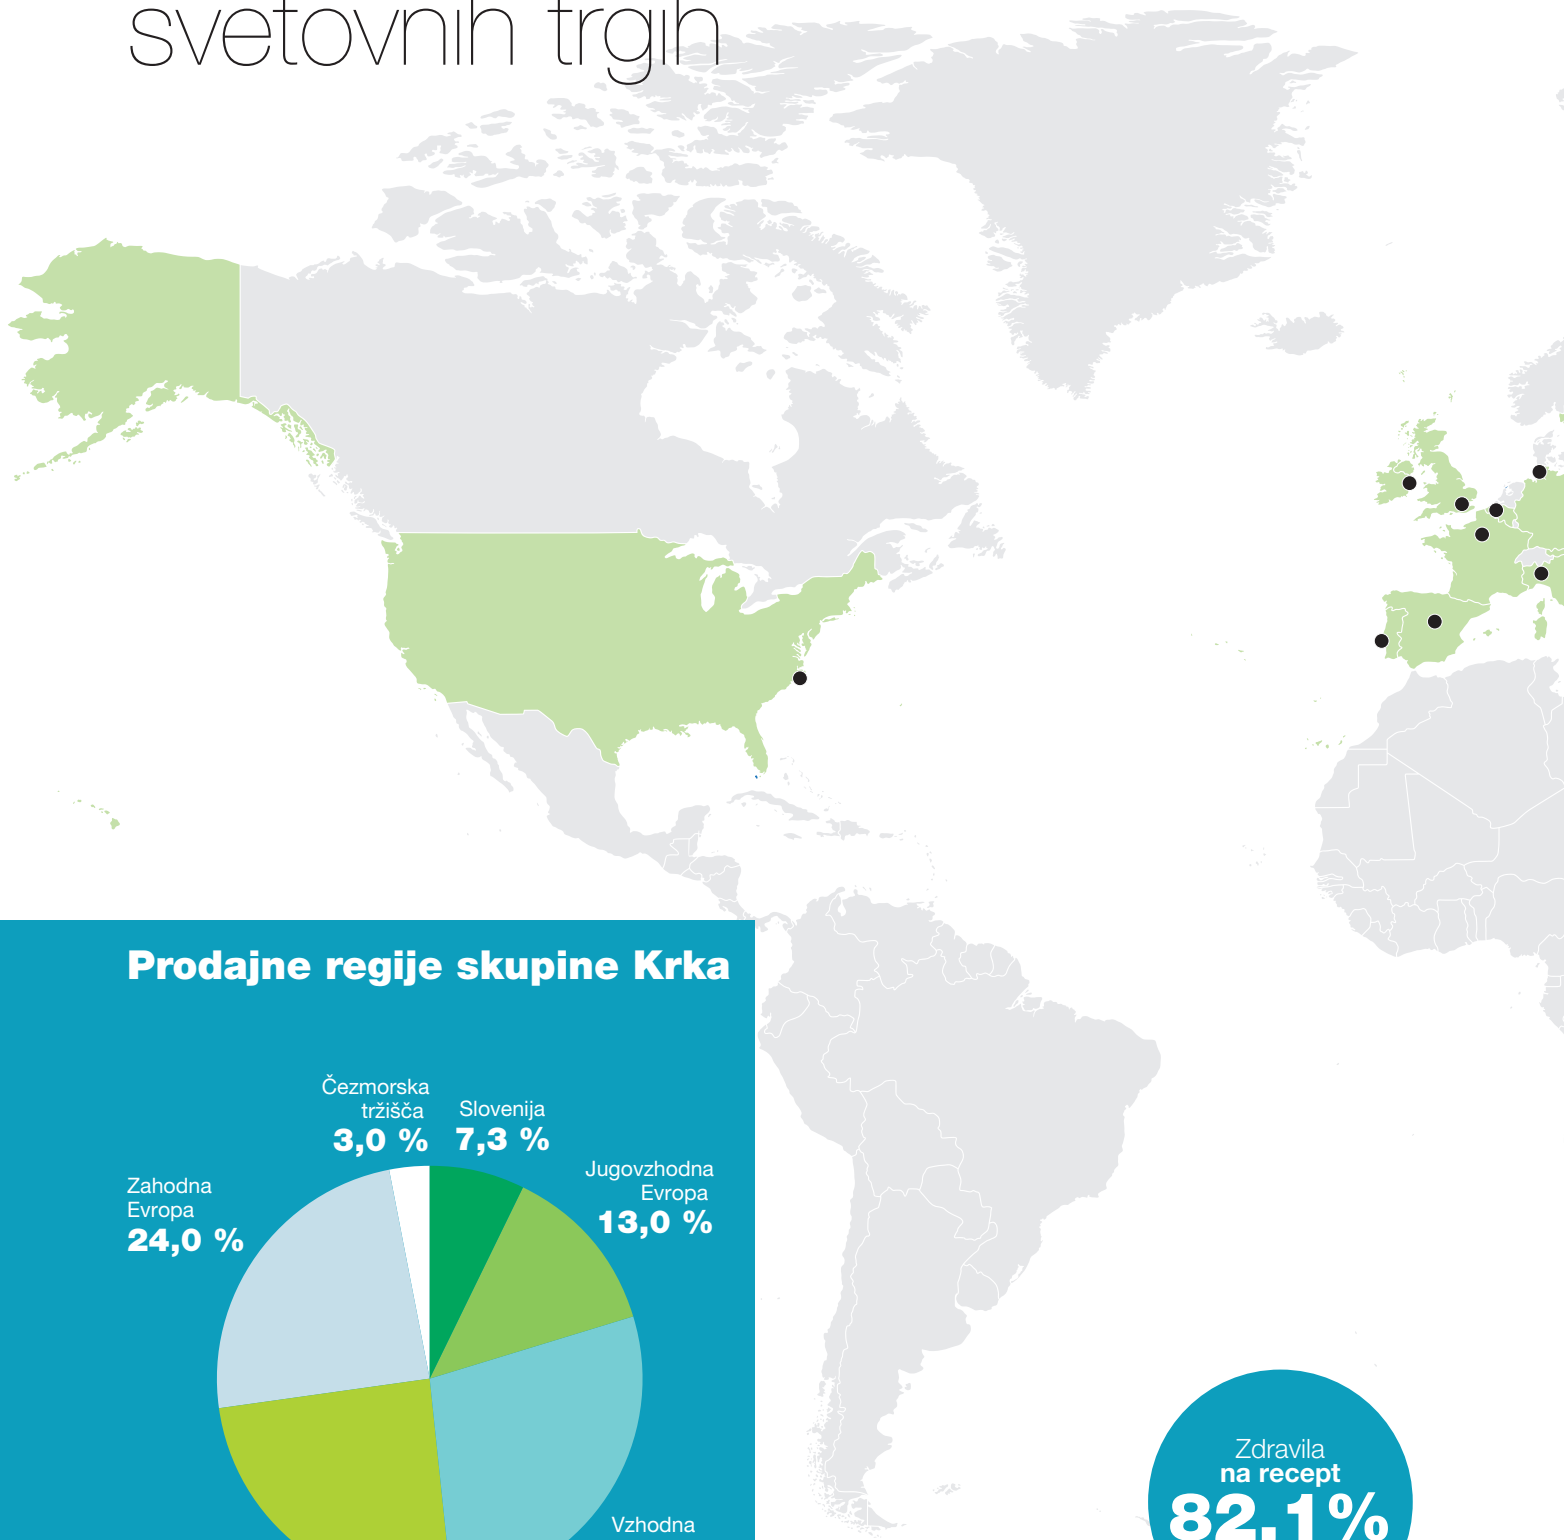 svetovnih trgih
Prodajne regije skupine Krka
Čezmorska
tržišča
3,0 %
Slovenija
7,3 %
Jugovzhodna
Evropa
13,0 %
Zahodna
Evropa
24,0 %
Vzhodna
Zdravila
na recept
82,1%